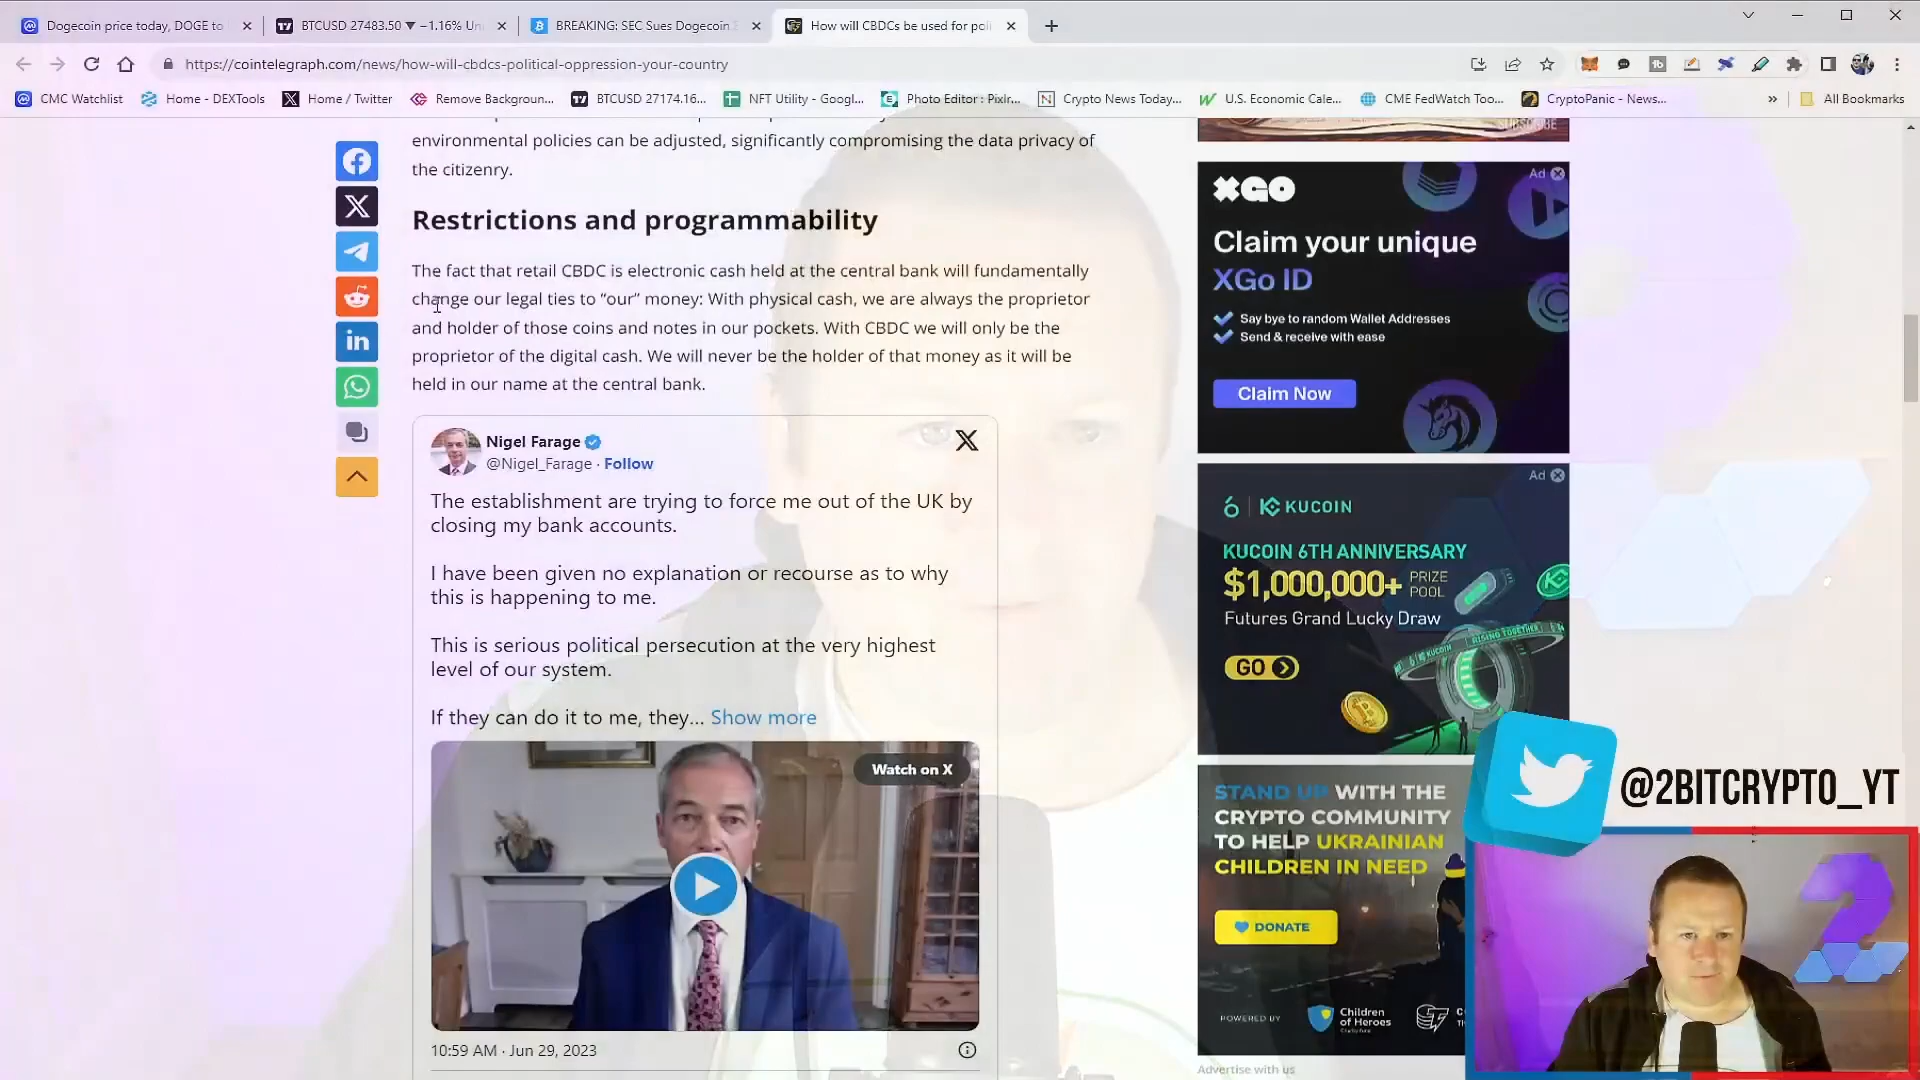 Dogecoin price today, DOGE to
BTCUSD 27483.50 ▼ −1.16% Un
BREAKING: SEC Sues Dogecoin
How will CBDCs be used for poli
https://cointelegraph.com/news/how-will-cbdcs-political-oppression-your-country
CMC Watchlist
Home - DEXTools
Home / Twitter
Remove Backgroun...
BTCUSD 27174.16...
NFT Utility - Googl...
Photo Editor : Pixlr...
Crypto News Today...
U.S. Economic Cale...
CME FedWatch Too...
CryptoPanic - News...
»
All Bookmarks
environmental policies can be adjusted, significantly compromising the data privacy of
the citizenry.
Restrictions and programmability
The fact that retail CBDC is electronic cash held at the central bank will fundamentally
change our legal ties to “our” money: With physical cash, we are always the proprietor
and holder of those coins and notes in our pockets. With CBDC we will only be the
proprietor of the digital cash. We will never be the holder of that money as it will be
held in our name at the central bank.
Nigel Farage
@Nigel_Farage · Follow
The establishment are trying to force me out of the UK by
closing my bank accounts.
I have been given no explanation or recourse as to why
this is happening to me.
This is serious political persecution at the very highest
level of our system.
If they can do it to me, they... Show more
Watch on X
10:59 AM · Jun 29, 2023
SUBSCRIBE
XGO
Ad
Claim your unique
XGo ID
Say bye to random Wallet Addresses
Send & receive with ease
Claim Now
Ad
KUCOIN
KUCOIN 6TH ANNIVERSARY
$1,000,000+ PRIZE
POOL
Futures Grand Lucky Draw
RISING TOGETHER
GO
STAND UP WITH THE
CRYPTO COMMUNITY
TO HELP UKRAINIAN
CHILDREN IN NEED
DONATE
POWERED BY
Children
of Heroes
Advertise with us
@2BITCRYPTO_YT
2